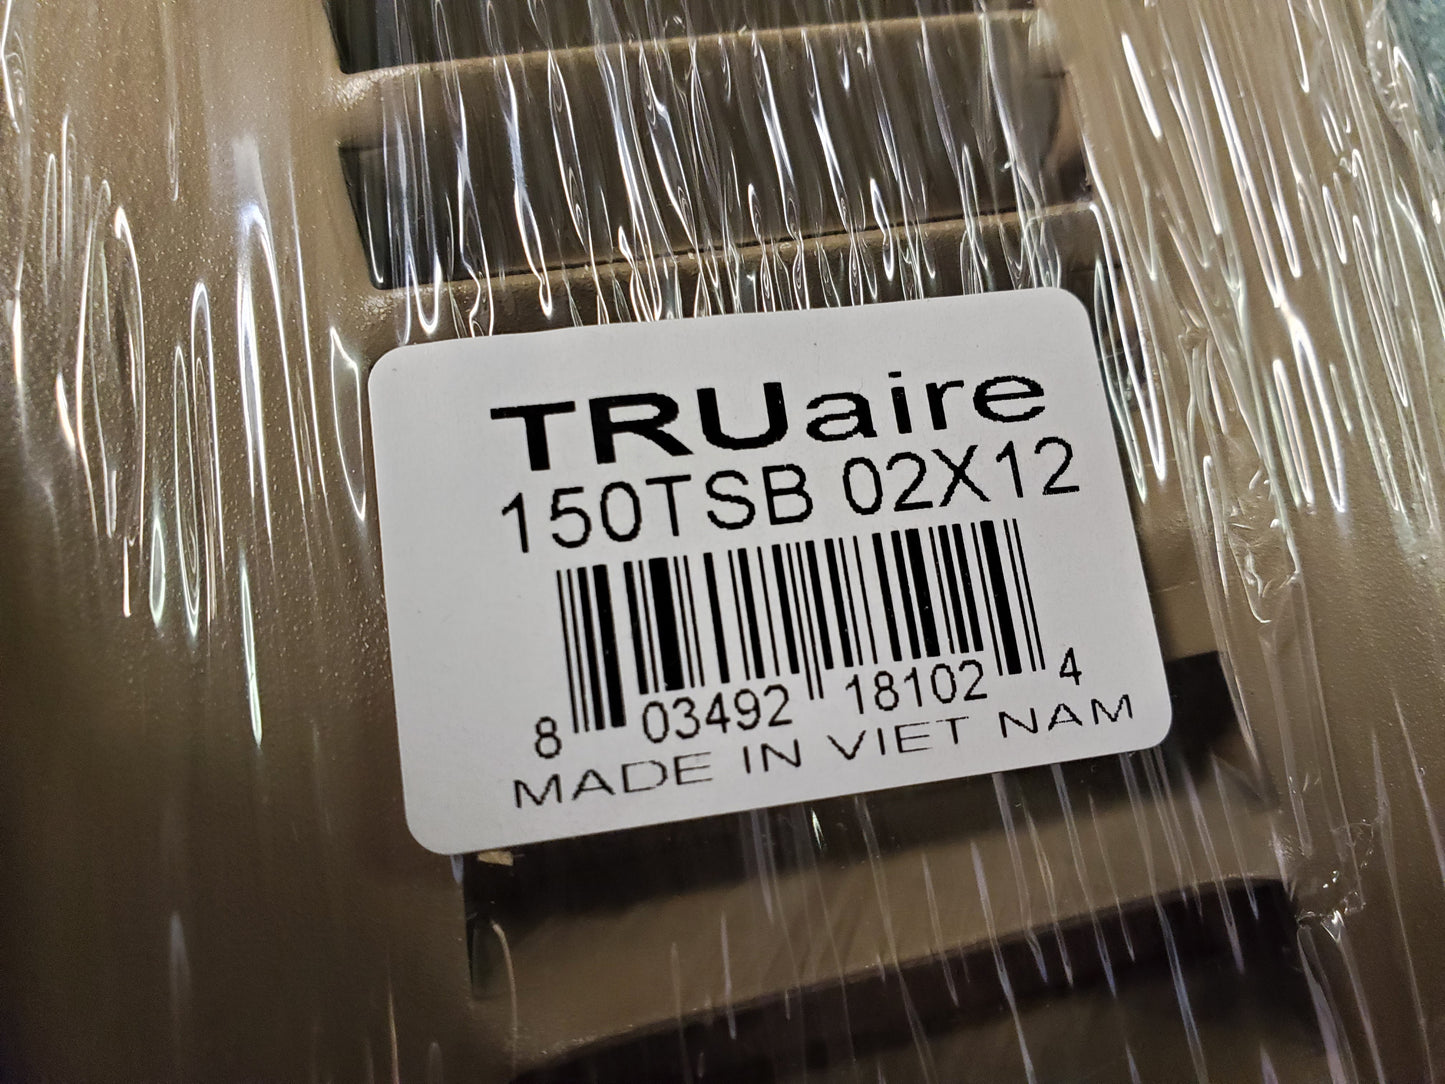 TRUaire
150TSB 02X12
8 03492 18102 4
MADE IN VIET NAM